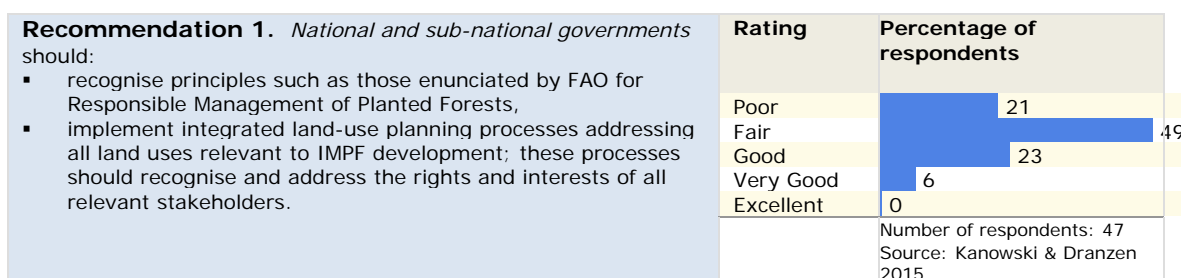 Recommendation 1. National and sub-national governments
should:
▪ recognise principles such as those enunciated by FAO for
Responsible Management of Planted Forests,
▪ implement integrated land-use planning processes addressing
all land uses relevant to IMPF development; these processes
should recognise and address the rights and interests of all
relevant stakeholders.
Rating
Percentage of
respondents
Poor 21
Fair 49
Good 23
Very Good 6
Excellent 0
Number of respondents: 47
Source: Kanowski & Dranzen
2015